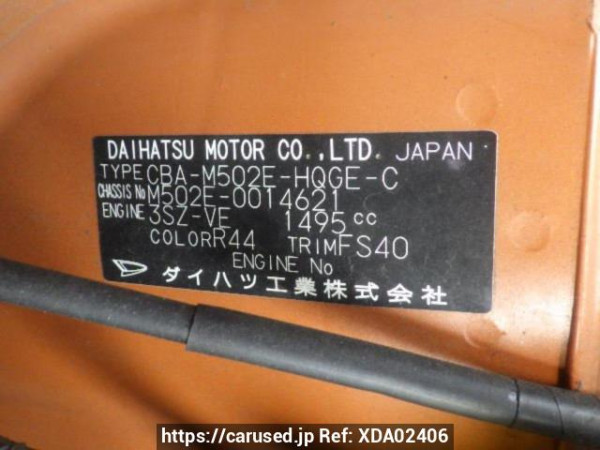 DAIHATSU MOTOR CO.,LTD. JAPAN
TYPE CBA-M502E-HQGE-C
CHASSIS No M502E-0014621
ENGINE 3SZ-VE 1495 cc
COLOR R44 TRIM FS40
ENGINE No
ダイハツ工業株式会社
https://carused.jp Ref: XDA02406